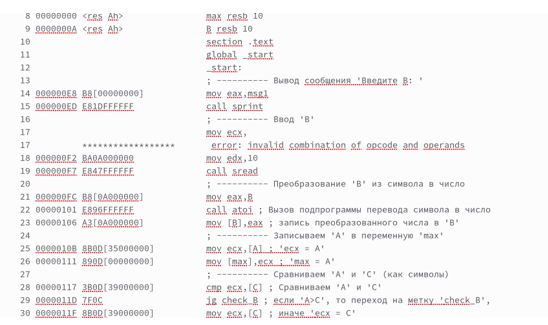 8 00000000 <res Ah> max resb 10
9 0000000A <res Ah> B resb 10
10 section .text
11 global _start
12 _start:
13 ; ---------- Вывод сообщения 'Введите B: '
14 000000E8 B8[00000000] mov eax,msg1
15 000000ED E81DFFFFFF call sprint
16 ; ---------- Ввод 'B'
17 mov ecx,
17 ****************** error: invalid combination of opcode and operands
18 000000F2 BA0A000000 mov edx,10
19 000000F7 E847FFFFFF call sread
20 ; ---------- Преобразование 'B' из символа в число
21 000000FC B8[0A000000] mov eax,B
22 00000101 E896FFFFFF call atoi ; Вызов подпрограммы перевода символа в число
23 00000106 A3[0A000000] mov [B],eax ; запись преобразованного числа в 'B'
24 ; ---------- Записываем 'A' в переменную 'max'
25 0000010B 8B0D[35000000] mov ecx,[A] ; 'ecx = A'
26 00000111 890D[00000000] mov [max],ecx ; 'max = A'
27 ; ---------- Сравниваем 'A' и 'C' (как символы)
28 00000117 3B0D[39000000] cmp ecx,[C] ; Сравниваем 'A' и 'C'
29 0000011D 7F0C jg check_B ; если 'A>C', то переход на метку 'check_B',
30 0000011F 8B0D[39000000] mov ecx,[C] ; иначе 'ecx = C'